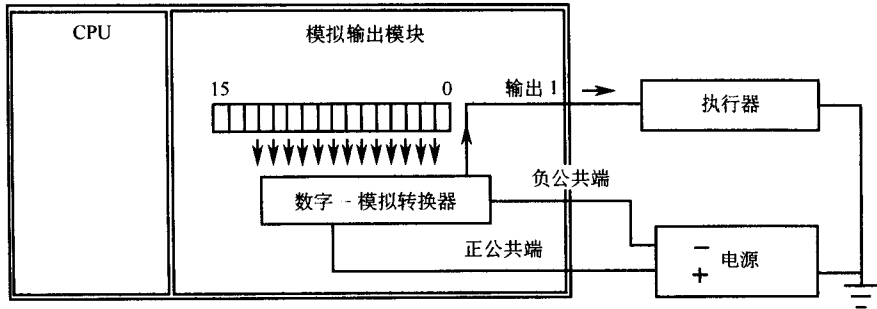 CPU
模拟输出模块
15
0
输出 1
执行器
数字－模拟转换器
负公共端
正公共端
－ 电源
+